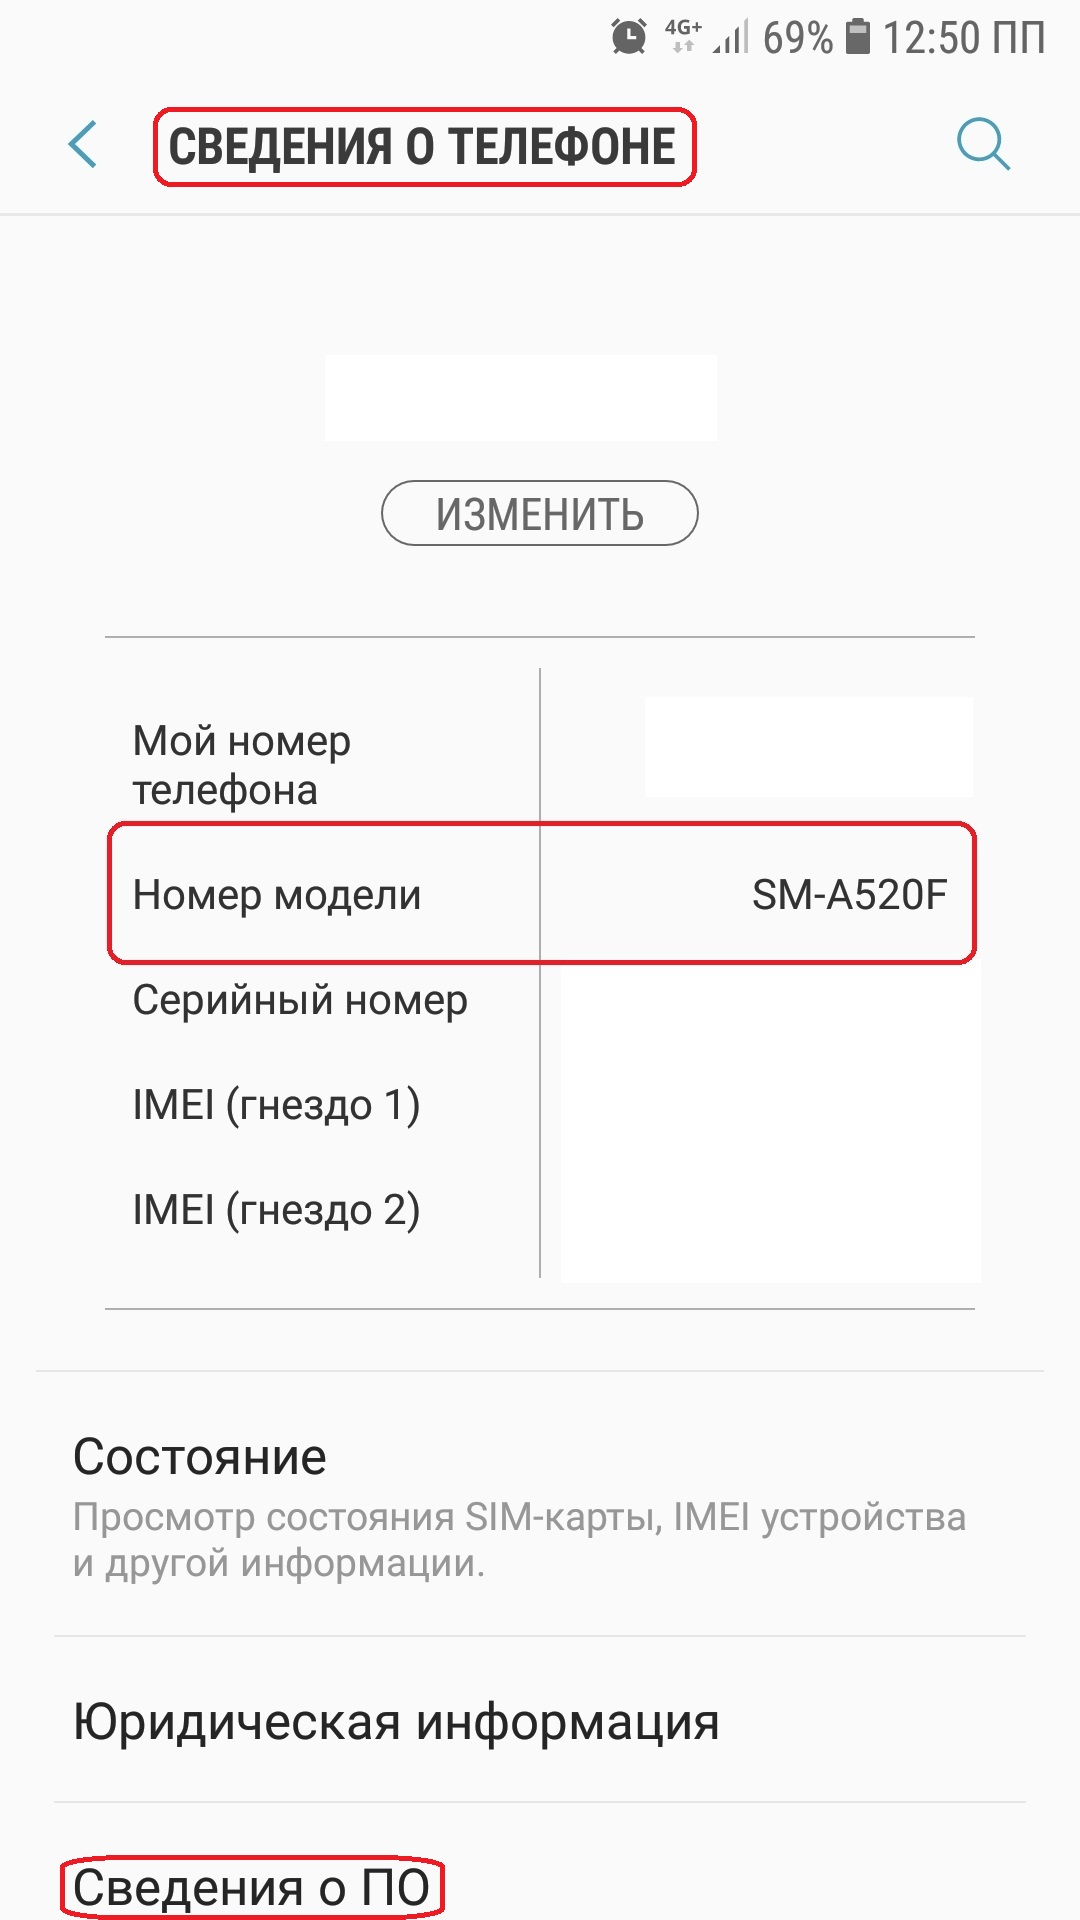 4G+ 69% 12:50 ПП
СВЕДЕНИЯ О ТЕЛЕФОНЕ
ИЗМЕНИТЬ
Мой номер
телефона
Номер модели SM-A520F
Серийный номер
IMEI (гнездо 1)
IMEI (гнездо 2)
Состояние
Просмотр состояния SIM-карты, IMEI устройства
и другой информации.
Юридическая информация
Сведения о ПО